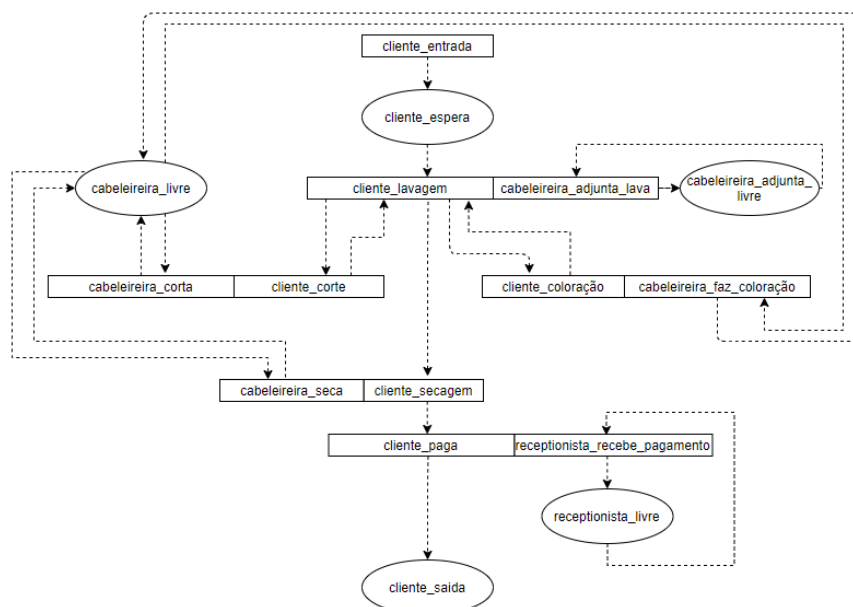 cliente_entrada
cliente_espera
cabeleireira_livre
cliente_lavagem
cabeleireira_adjunta_lava
cabeleireira_adjunta_
livre
cabeleireira_corta
cliente_corte
cliente_coloração
cabeleireira_faz_coloração
cabeleireira_seca
cliente_secagem
cliente_paga
receptionista_recebe_pagamento
receptionista_livre
cliente_saida